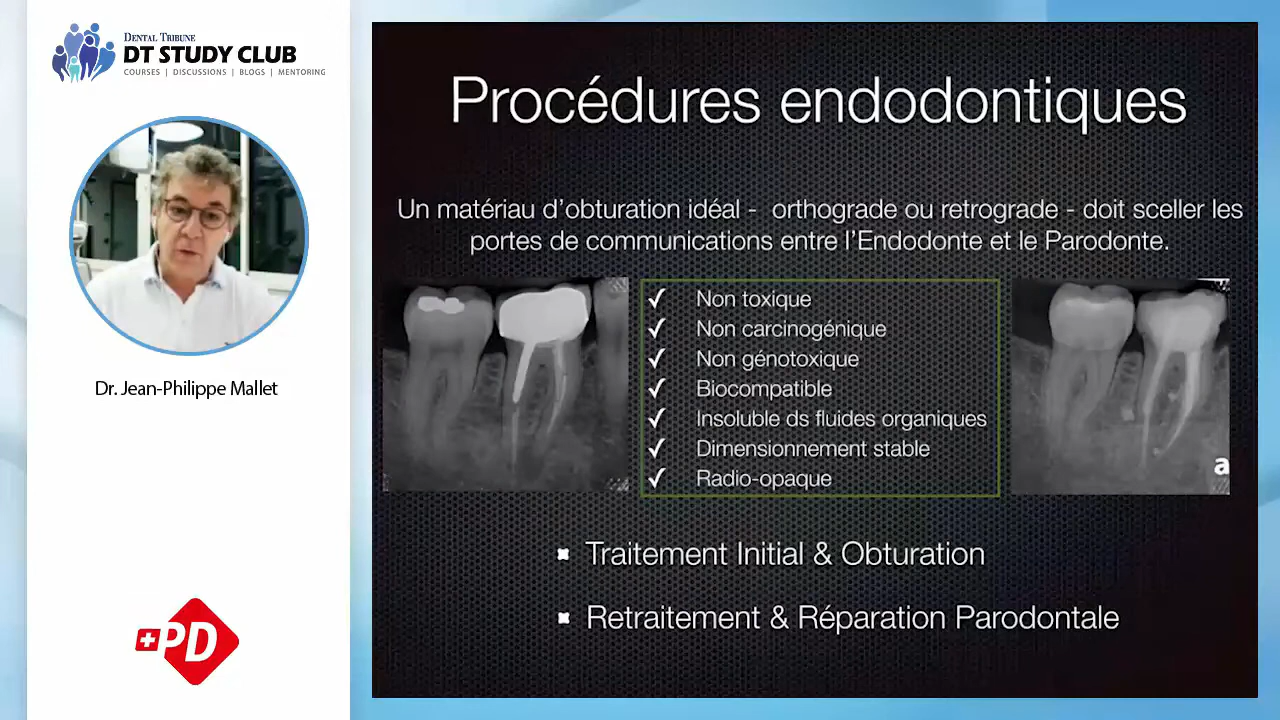 DENTAL TRIBUNE
DT STUDY CLUB
COURSES | DISCUSSIONS | BLOGS | MENTORING
Dr. Jean-Philippe Mallet
+PD
Procédures endodontiques
Un matériau d’obturation idéal - orthograde ou retrograde - doit sceller les
portes de communications entre l’Endodonte et le Parodonte.
✓ Non toxique
✓ Non carcinogénique
✓ Non génotoxique
✓ Biocompatible
✓ Insoluble ds fluides organiques
✓ Dimensionnement stable
✓ Radio-opaque
a
Traitement Initial & Obturation
Retraitement & Réparation Parodontale